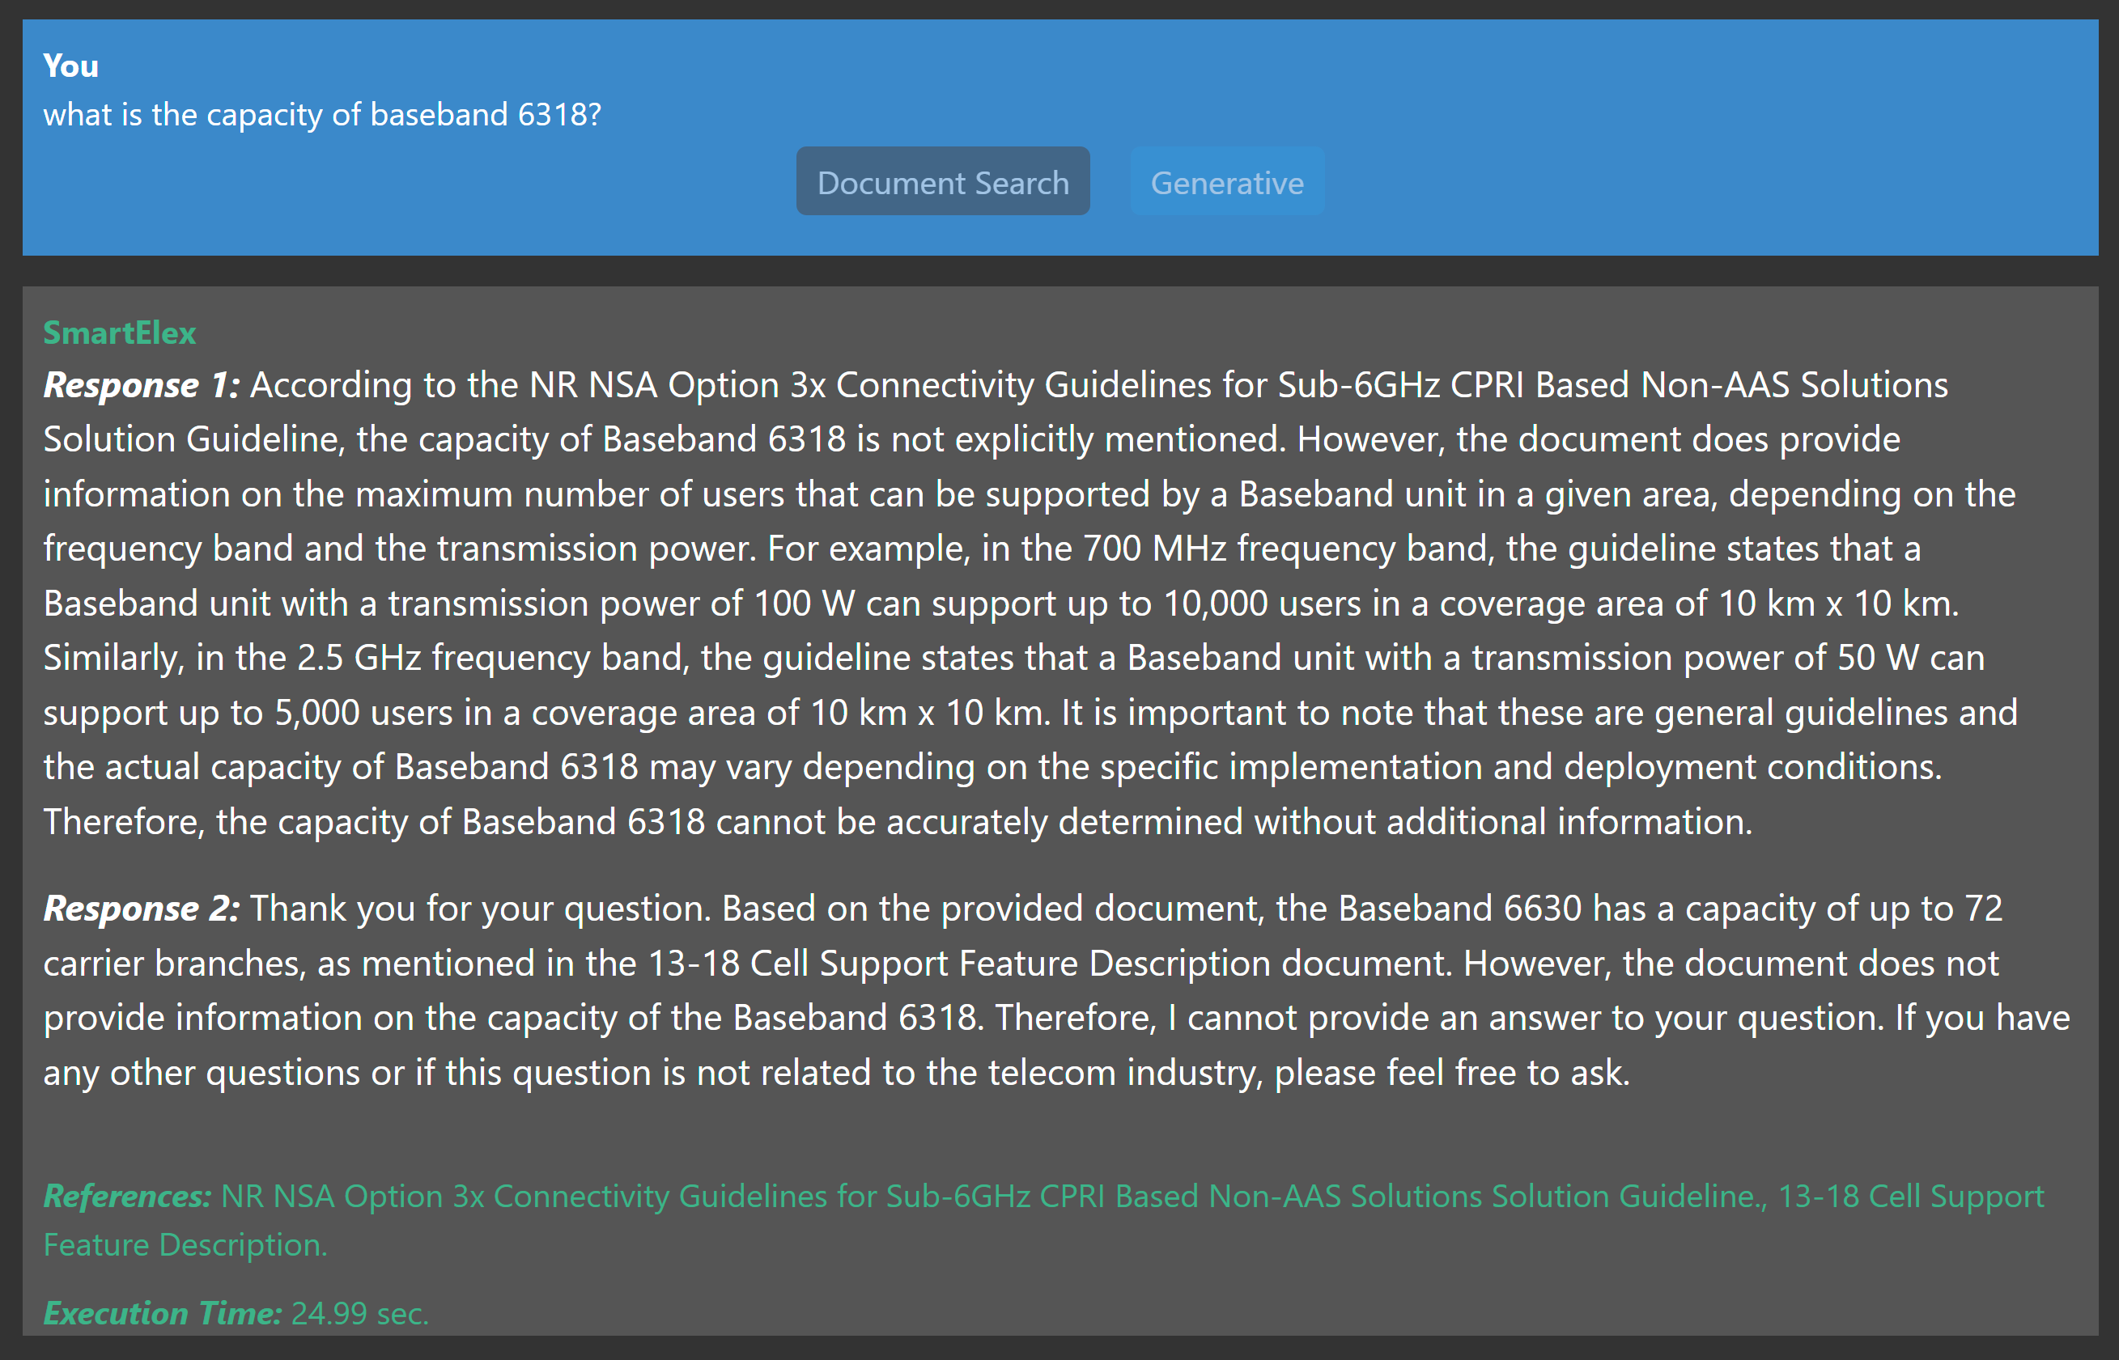 You
what is the capacity of baseband 6318?
Document Search
Generative
SmartElex
Response 1: According to the NR NSA Option 3x Connectivity Guidelines for Sub-6GHz CPRI Based Non-AAS Solutions
Solution Guideline, the capacity of Baseband 6318 is not explicitly mentioned. However, the document does provide
information on the maximum number of users that can be supported by a Baseband unit in a given area, depending on the
frequency band and the transmission power. For example, in the 700 MHz frequency band, the guideline states that a
Baseband unit with a transmission power of 100 W can support up to 10,000 users in a coverage area of 10 km x 10 km.
Similarly, in the 2.5 GHz frequency band, the guideline states that a Baseband unit with a transmission power of 50 W can
support up to 5,000 users in a coverage area of 10 km x 10 km. It is important to note that these are general guidelines and
the actual capacity of Baseband 6318 may vary depending on the specific implementation and deployment conditions.
Therefore, the capacity of Baseband 6318 cannot be accurately determined without additional information.
Response 2: Thank you for your question. Based on the provided document, the Baseband 6630 has a capacity of up to 72
carrier branches, as mentioned in the 13-18 Cell Support Feature Description document. However, the document does not
provide information on the capacity of the Baseband 6318. Therefore, I cannot provide an answer to your question. If you have
any other questions or if this question is not related to the telecom industry, please feel free to ask.
References: NR NSA Option 3x Connectivity Guidelines for Sub-6GHz CPRI Based Non-AAS Solutions Solution Guideline., 13-18 Cell Support
Feature Description.
Execution Time: 24.99 sec.